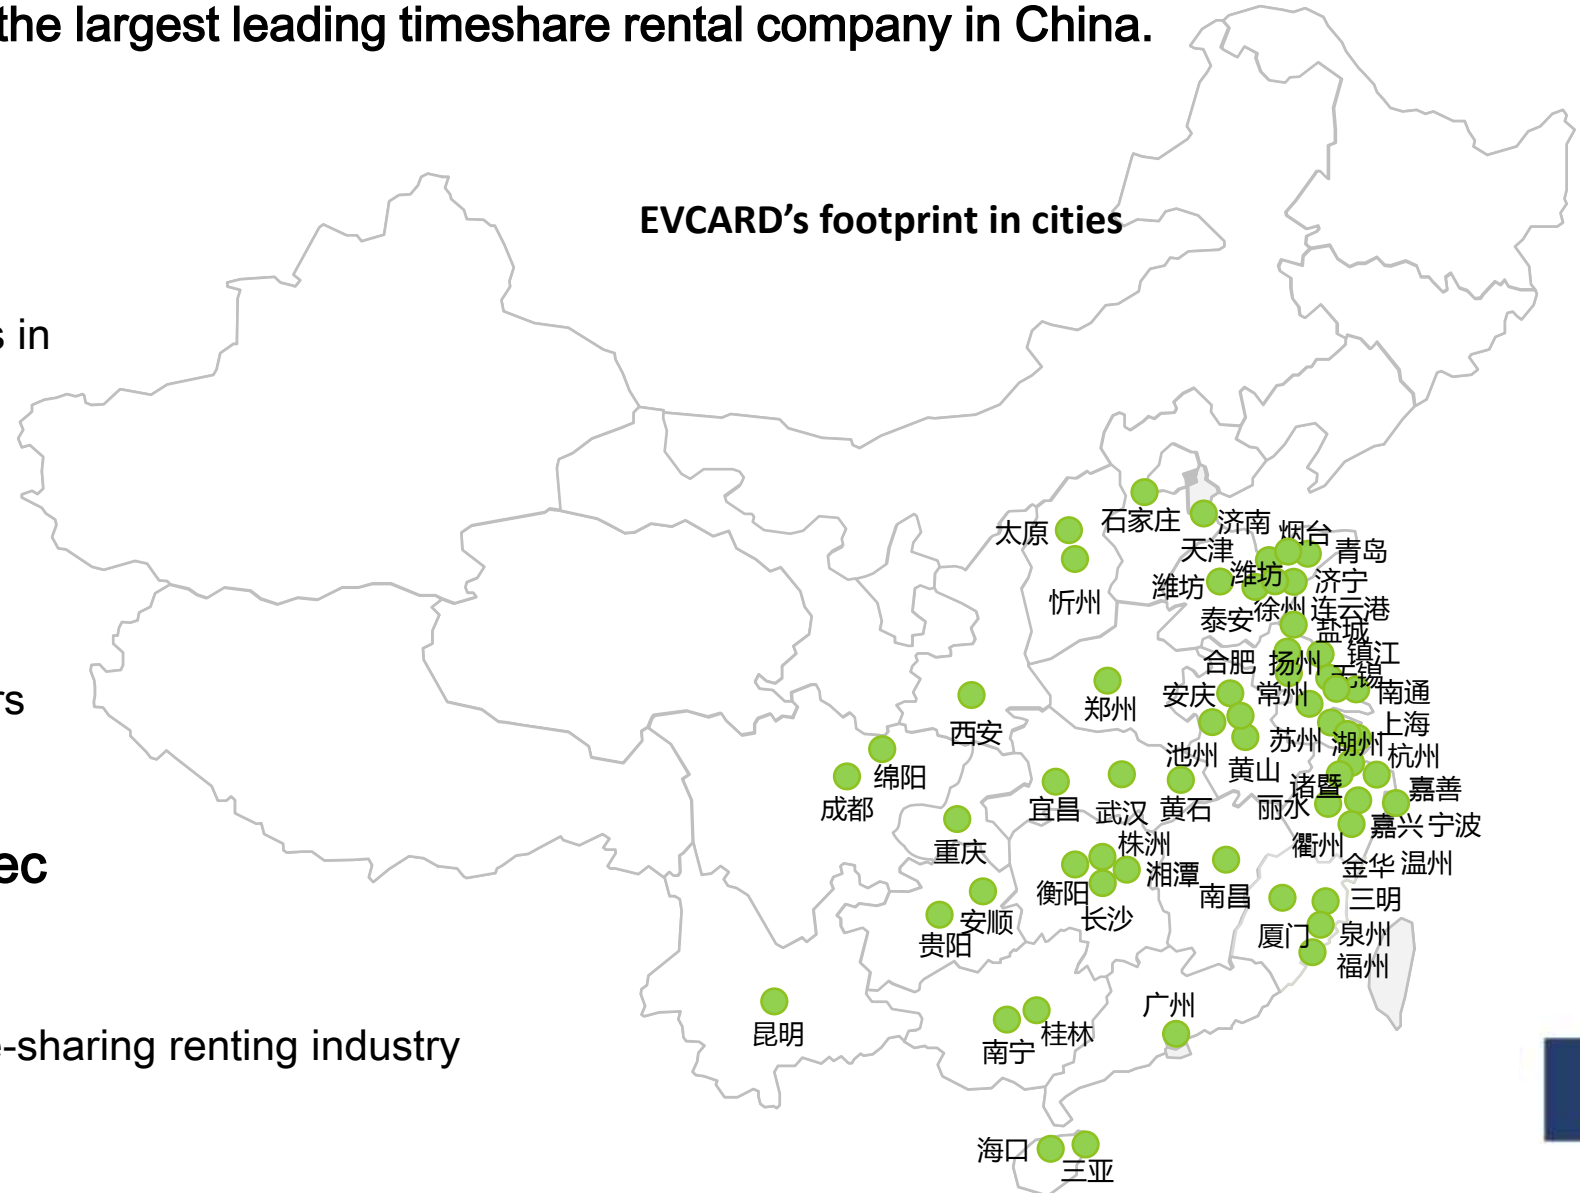 the largest leading timeshare rental company in China.
EVCARD’s footprint in cities
s in
rs
ec
e-sharing renting industry
太原
石家庄
济南
烟台
天津
青岛
潍坊
潍坊
济宁
忻州
泰安
徐州
连云港
盐城
合肥
扬州
镇江
无锡
安庆
常州
南通
郑州
西安
苏州
湖州
上海
池州
黄山
杭州
绵阳
成都
诸暨
嘉善
宜昌
武汉
黄石
丽水
嘉兴
宁波
重庆
株洲
衢州
金华
温州
衡阳
湘潭
南昌
安顺
长沙
三明
贵阳
厦门
泉州
福州
昆明
广州
南宁
桂林
海口
三亚